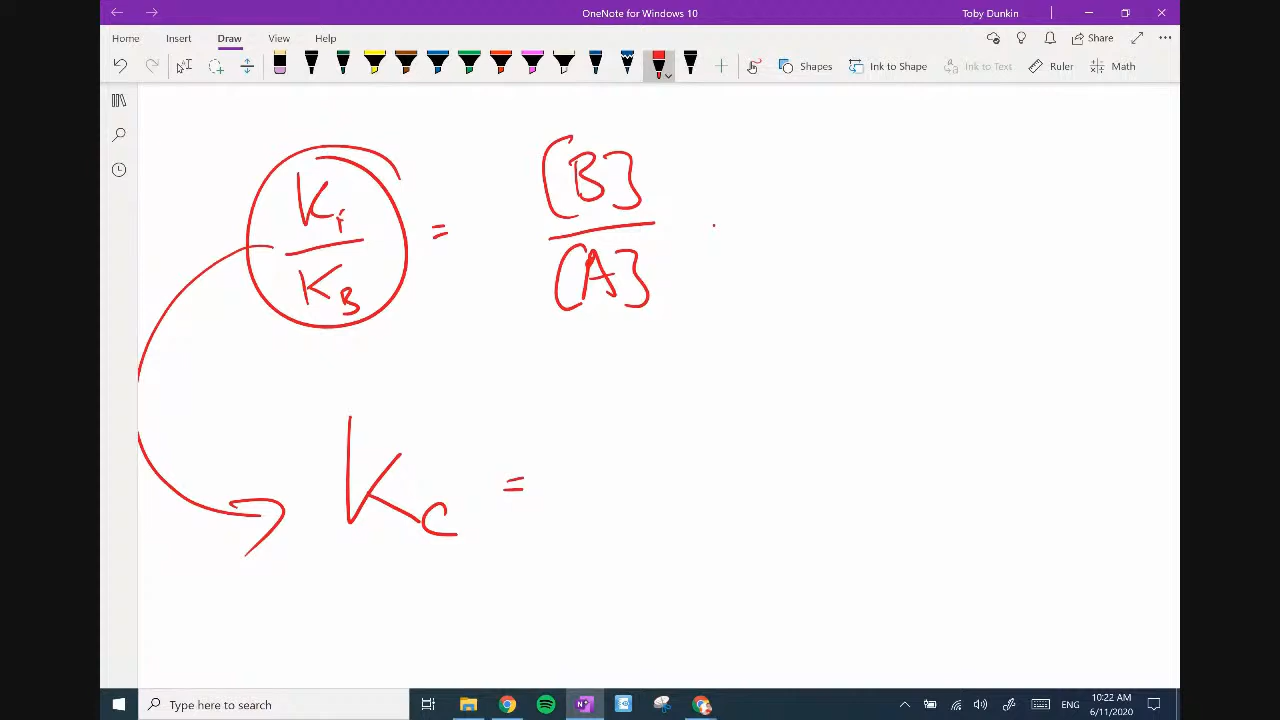 OneNote for Windows 10
Toby Dunkin
Home Insert Draw View Help
Share
Shapes Ink to Shape Ink to Text Ruler Math
Kf/KB = [B]/[A]
Kc =
Type here to search
ENG
10:22 AM
6/11/2020